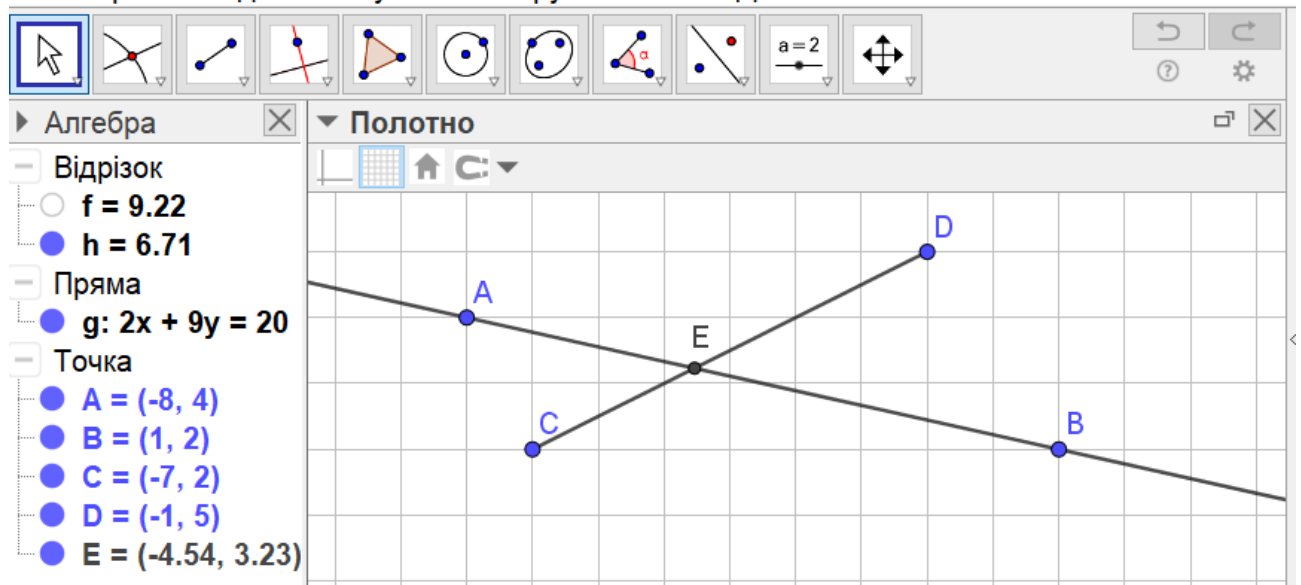 α
a=2
Алгебра
Полотно
Відрізок
f = 9.22
h = 6.71
Пряма
g: 2x + 9y = 20
Точка
A = (-8, 4)
B = (1, 2)
C = (-7, 2)
D = (-1, 5)
E = (-4.54, 3.23)
D
A
E
C
B